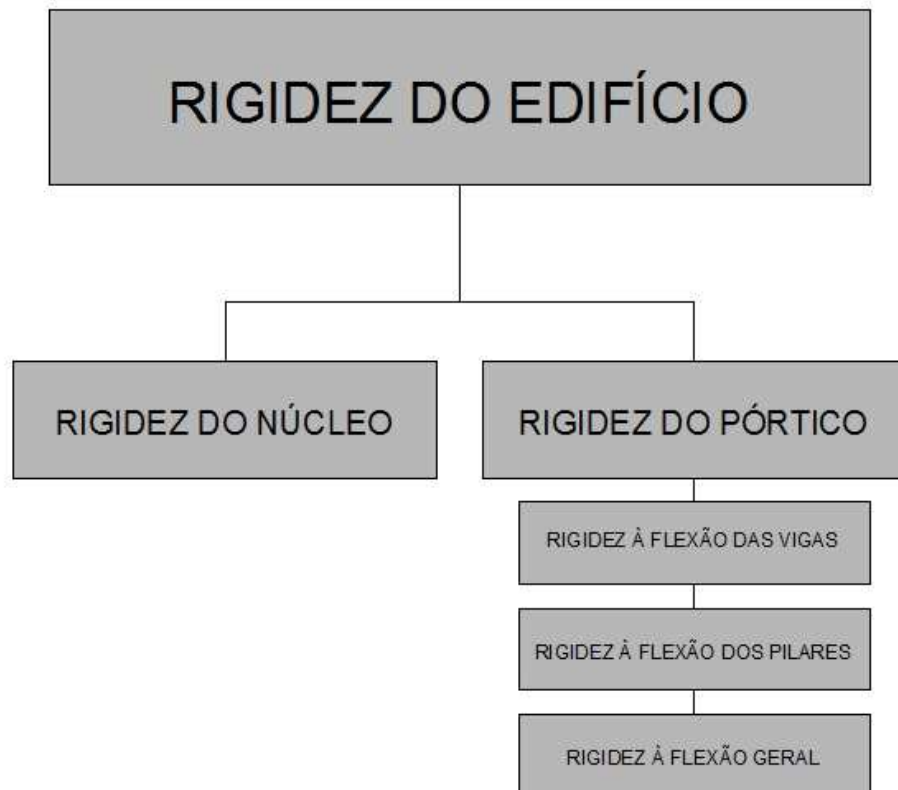 RIGIDEZ DO EDIFÍCIO
RIGIDEZ DO NÚCLEO
RIGIDEZ DO PÓRTICO
RIGIDEZ À FLEXÃO DAS VIGAS
RIGIDEZ À FLEXÃO DOS PILARES
RIGIDEZ À FLEXÃO GERAL